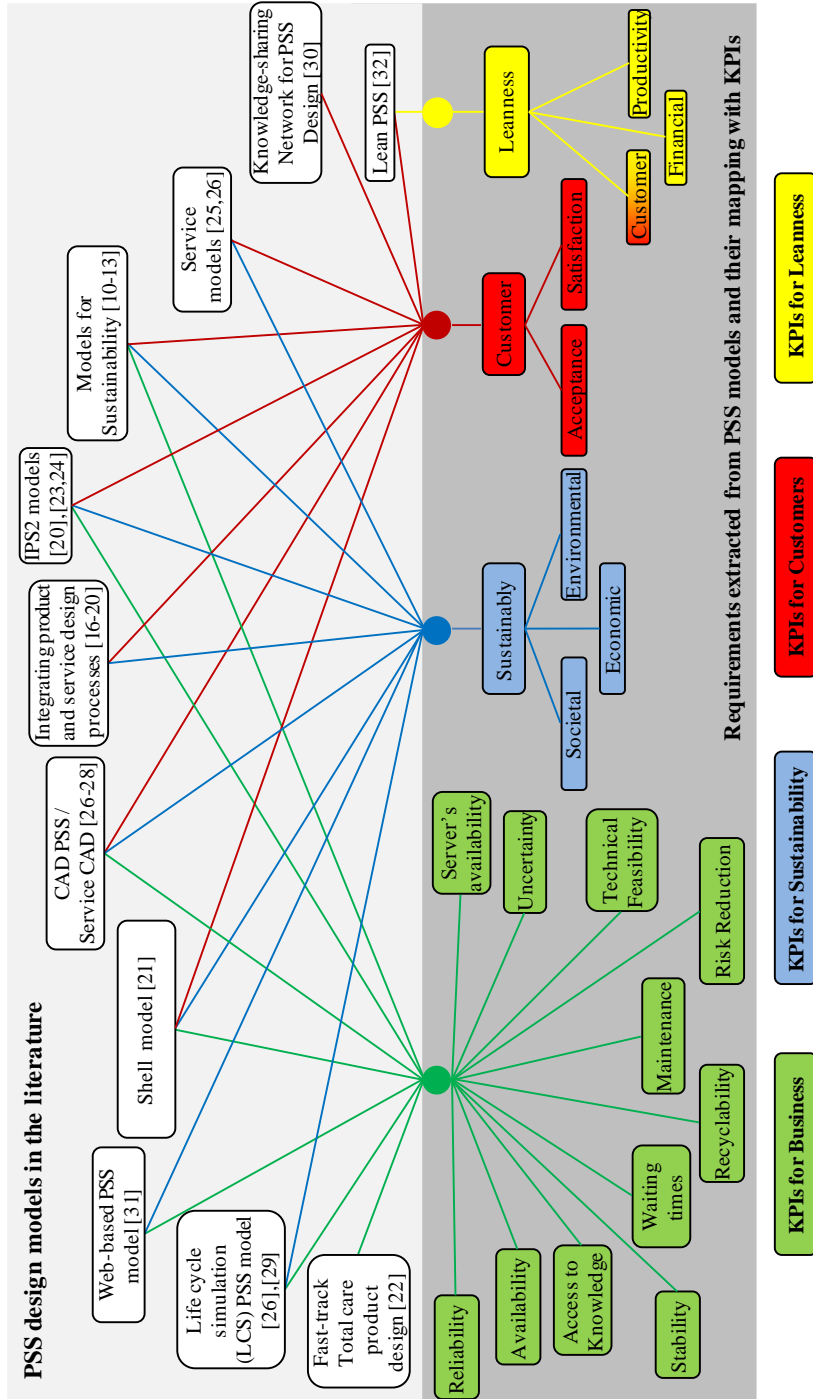 PSS design models in the literature
Fast-track
Total care
product
design [22]
Life cycle
simulation
(LCS) PSS model
[26],[29]
Web-based PSS
model [31]
Shell model [21]
CAD PSS /
Service CAD [26-28]
Integrating product
and service design
processes [16-20]
IPS2 models
[20],[23,24]
Models for
Sustainability [10-13]
Service
models [25,26]
Knowledge-sharing
Network for PSS
Design [30]
Lean PSS [32]
Reliability
Availability
Access to
Knowledge
Stability
Waiting
times
Recyclability
Maintenance
Risk Reduction
Technical
Feasibility
Uncertainty
Server's
availability
Sustainably
Societal
Economic
Environmental
Customer
Acceptance
Satisfaction
Leanness
Customer
Financial
Productivity
Requirements extracted from PSS models and their mapping with KPIs
KPIs for Business
KPIs for Sustainability
KPIs for Customers
KPIs for Leanness